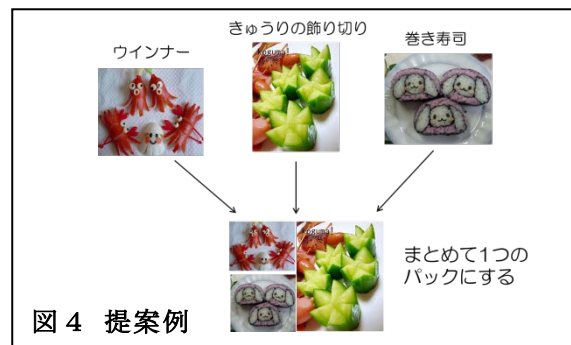 ウインナー
きゅうりの飾り切り
巻き寿司
まとめて1つの
パックにする
図4 提案例